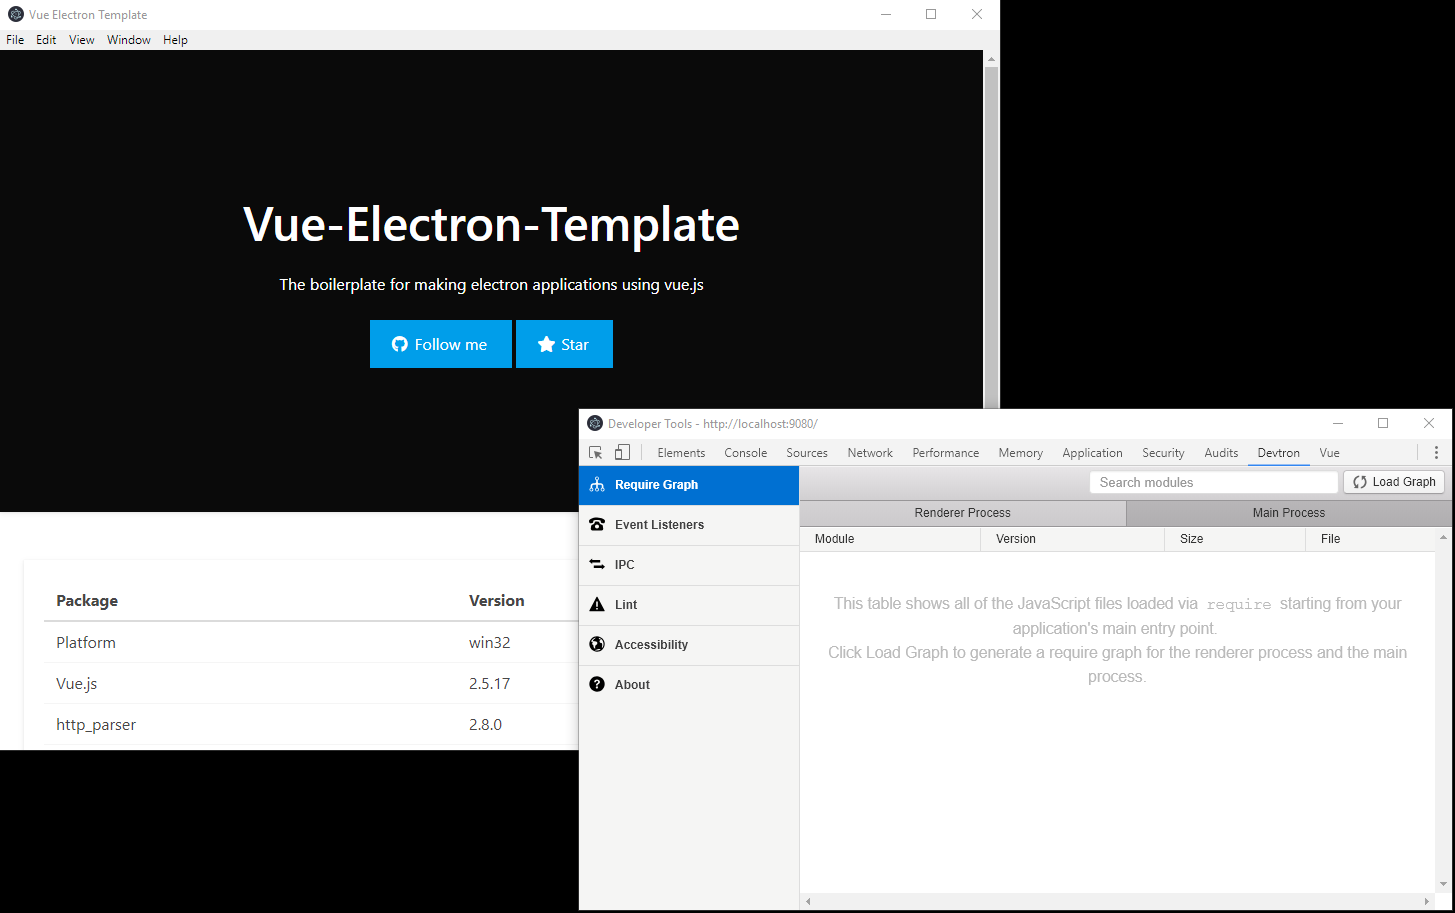 Vue Electron Template
File Edit View Window Help
Vue-Electron-Template
The boilerplate for making electron applications using vue.js
Follow me Star
Package Version
Platform win32
Vue.js 2.5.17
http_parser 2.8.0
Developer Tools - http://localhost:9080/
Elements Console Sources Network Performance Memory Application Security Audits Devtron Vue
Require Graph
Event Listeners
IPC
Lint
Accessibility
About
Search modules Load Graph
Renderer Process Main Process
Module Version Size File
This table shows all of the JavaScript files loaded via require starting from your
application's main entry point.
Click Load Graph to generate a require graph for the renderer process and the main
process.